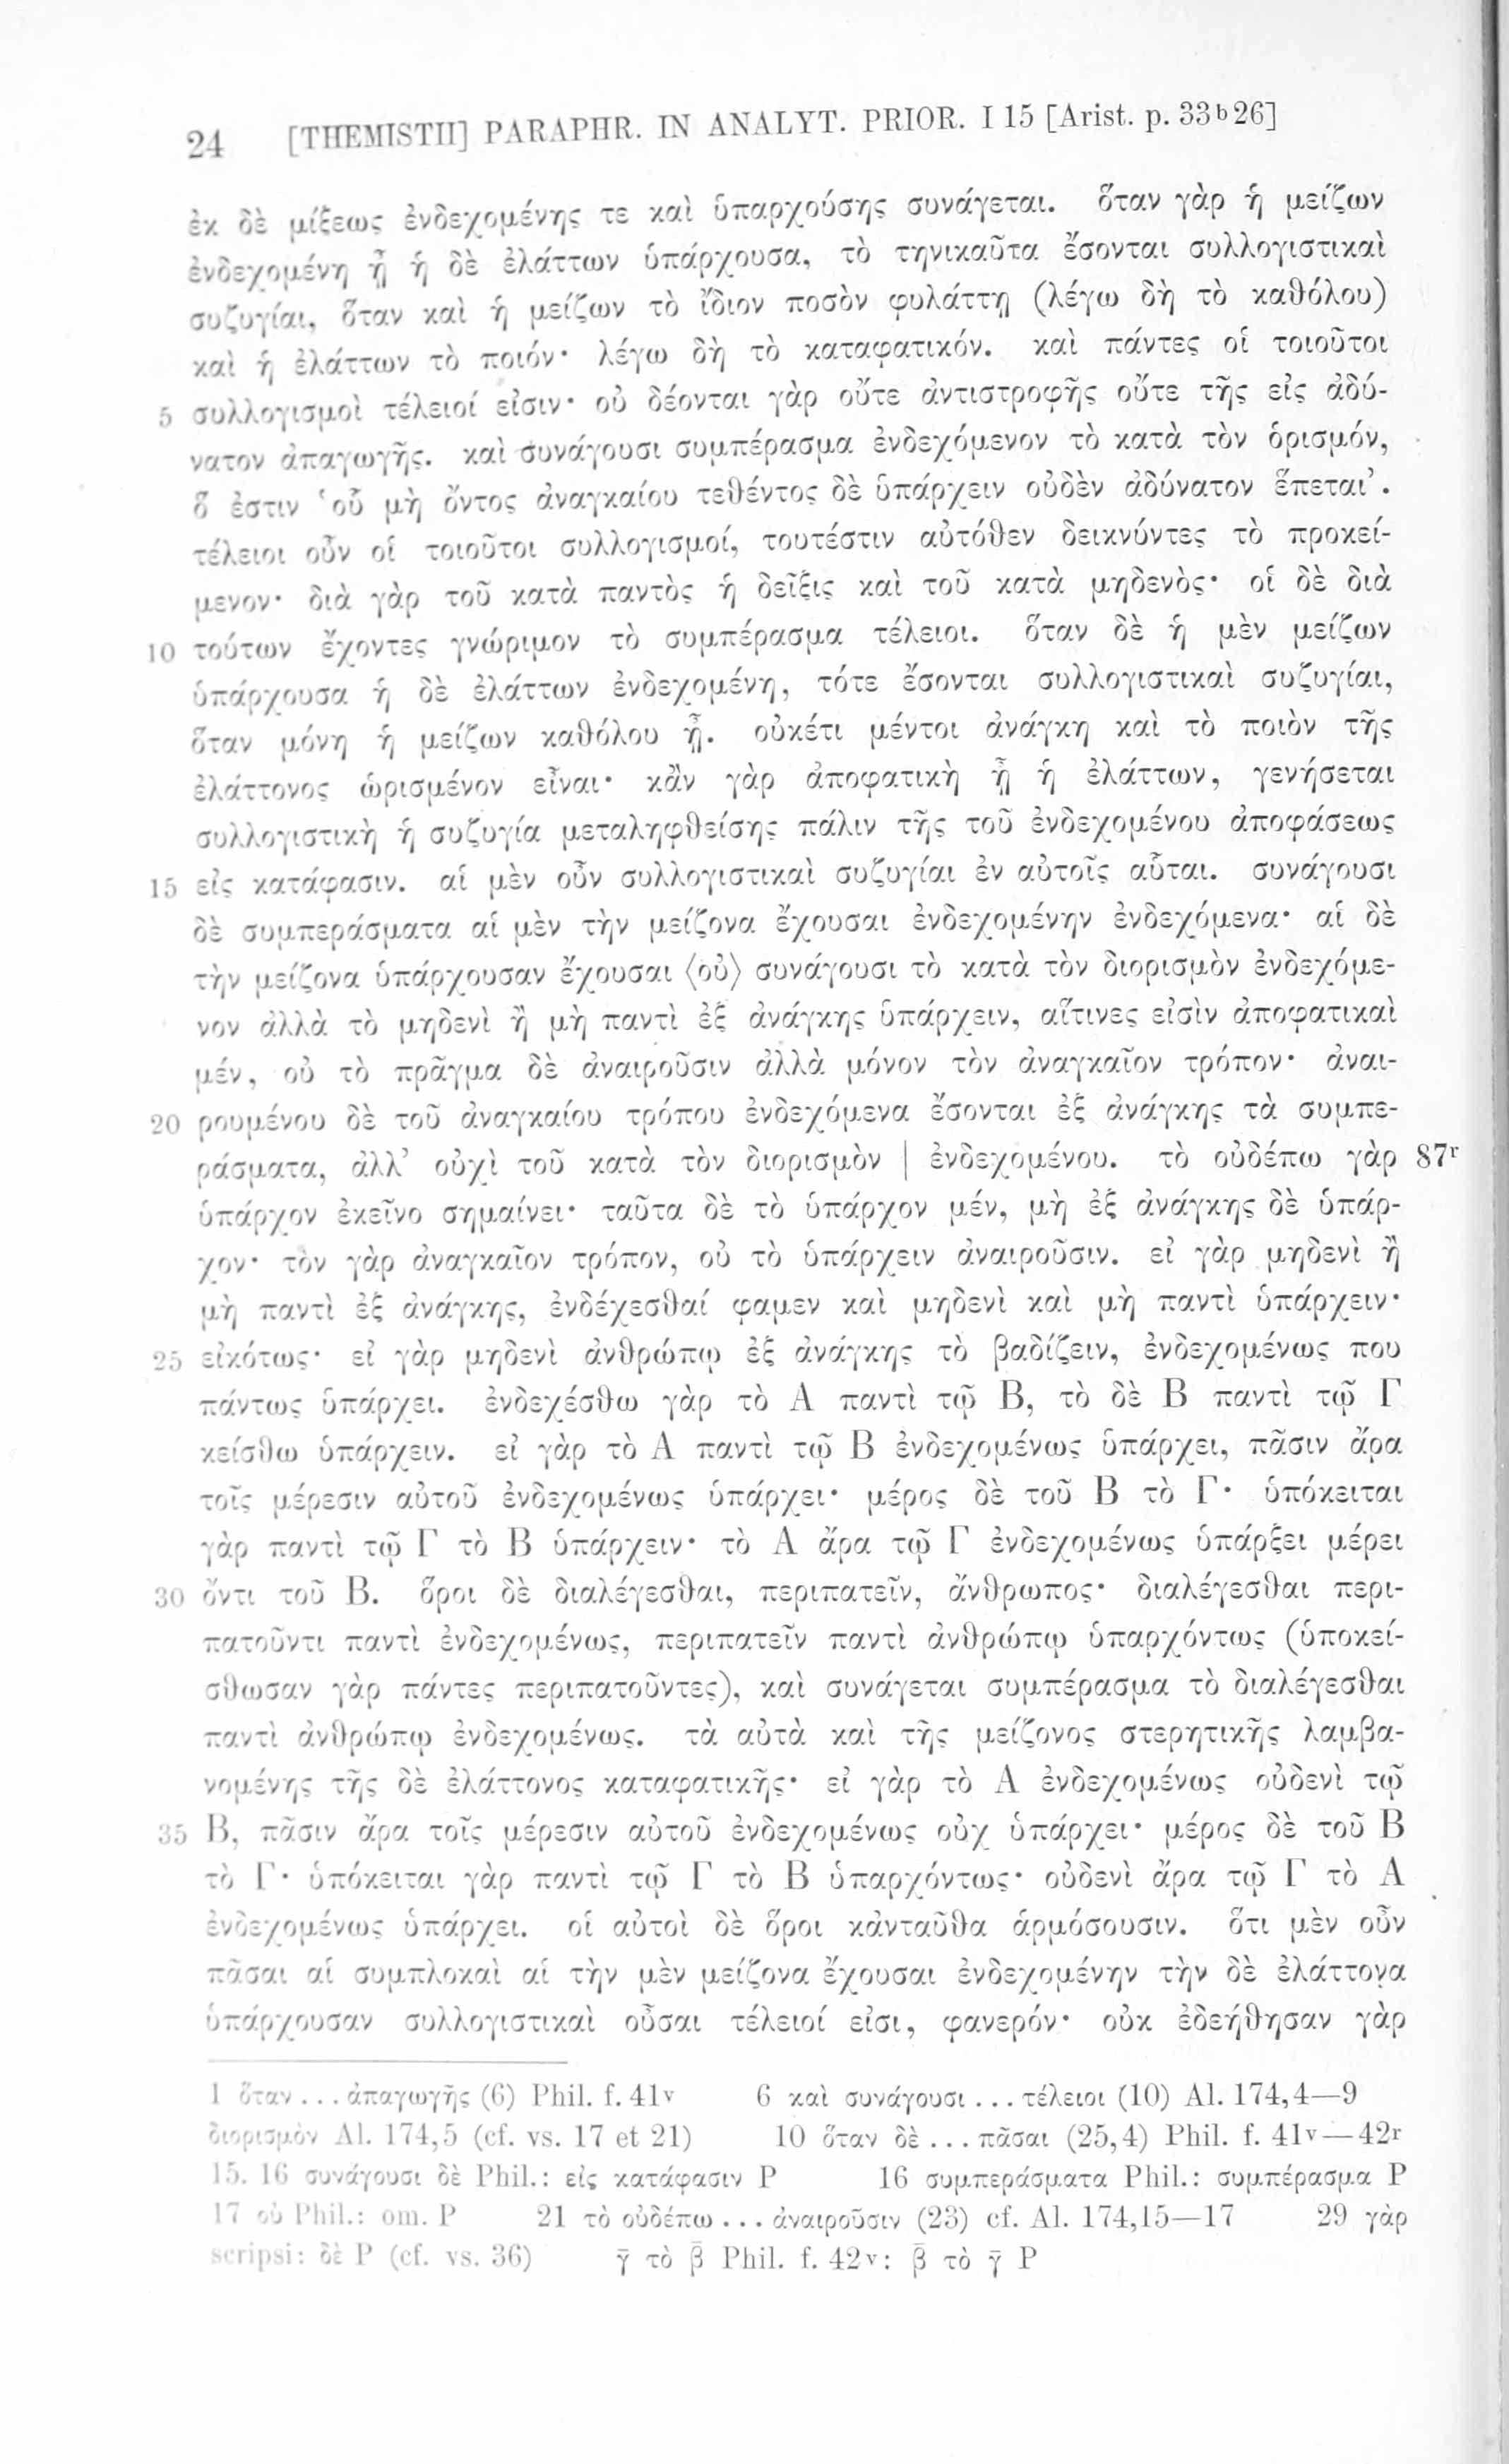 24 [THEMISTII] PARAPHR. IN ANALYT. PRIOR. I 15 [Arist. p. 33b26]
ἐκ δὲ μίξεως ἐνδεχομένης τε καὶ ὑπαρχούσης συνάγεται. ὅταν γὰρ ἡ μείζων
ἐνδεχομένη ᾖ ἡ δὲ ἐλάττων ὑπάρχουσα, τὸ τηνικαῦτα ἔσονται συλλογιστικαὶ
συζυγίαι, ὅταν καὶ ἡ μείζων τὸ ἴδιον ποσὸν φυλάττῃ (λέγω δὴ τὸ καθόλου)
καὶ ἡ ἐλάττων τὸ ποιόν· λέγω δὴ τὸ καταφατικόν. καὶ πάντες οἱ τοιοῦτοι
5 συλλογισμοὶ τέλειοί εἰσιν· οὐ δέονται γὰρ οὔτε ἀντιστροφῆς οὔτε τῆς εἰς ἀδύ-
νατον ἀπαγωγῆς. καὶ συνάγουσι συμπέρασμα ἐνδεχόμενον τὸ κατὰ τὸν ὁρισμόν,
ὅ ἐστιν ‘οὗ μὴ ὄντος ἀναγκαίου τεθέντος δὲ ὑπάρχειν οὐδὲν ἀδύνατον ἕπεται’.
τέλειοι οὖν οἱ τοιοῦτοι συλλογισμοί, τουτέστιν αὐτόθεν δεικνύντες τὸ προκεί-
μενον· διὰ γὰρ τοῦ κατὰ παντὸς ἡ δεῖξις καὶ τοῦ κατὰ μηδενὸς· οἱ δὲ διὰ
10 τούτων ἔχοντες γνώριμον τὸ συμπέρασμα τέλειοι. ὅταν δὲ ἡ μὲν μείζων
ὑπάρχουσα ἡ δὲ ἐλάττων ἐνδεχομένη, τότε ἔσονται συλλογιστικαὶ συζυγίαι,
ὅταν μόνη ἡ μείζων καθόλου ᾖ. οὐκέτι μέντοι ἀνάγκη καὶ τὸ ποιὸν τῆς
ἐλάττονος ὡρισμένον εἶναι· κἂν γὰρ ἀποφατικὴ ᾖ ἡ ἐλάττων, γενήσεται
συλλογιστικὴ ἡ συζυγία μεταληφθείσης πάλιν τῆς τοῦ ἐνδεχομένου ἀποφάσεως
15 εἰς κατάφασιν. αἱ μὲν οὖν συλλογιστικαὶ συζυγίαι ἐν αὐτοῖς αὗται. συνάγουσι
δὲ συμπεράσματα αἱ μὲν τὴν μείζονα ἔχουσαι ἐνδεχομένην ἐνδεχόμενα· αἱ δὲ
τὴν μείζονα ὑπάρχουσαν ἔχουσαι ⟨οὐ⟩ συνάγουσι τὸ κατὰ τὸν διορισμὸν ἐνδεχόμε-
νον ἀλλὰ τὸ μηδενὶ ἢ μὴ παντὶ ἐξ ἀνάγκης ὑπάρχειν, αἵτινες εἰσὶν ἀποφατικαὶ
μέν, οὐ τὸ πρᾶγμα δὲ ἀναιροῦσιν ἀλλὰ μόνον τὸν ἀναγκαῖον τρόπον· ἀναι-
20 ρουμένου δὲ τοῦ ἀναγκαίου τρόπου ἐνδεχόμενα ἔσονται ἐξ ἀνάγκης τὰ συμπε-
ράσματα, ἀλλ’ οὐχὶ τοῦ κατὰ τὸν διορισμὸν | ἐνδεχομένου. τὸ οὐδέπω γὰρ 87r
ὑπάρχον ἐκεῖνο σημαίνει· ταῦτα δὲ τὸ ὑπάρχον μέν, μὴ ἐξ ἀνάγκης δὲ ὑπάρ-
χον· τὸν γὰρ ἀναγκαῖον τρόπον, οὐ τὸ ὑπάρχειν ἀναιροῦσιν. εἰ γὰρ μηδενὶ ἢ
μὴ παντὶ ἐξ ἀνάγκης, ἐνδέχεσθαί φαμεν καὶ μηδενὶ καὶ μὴ παντὶ ὑπάρχειν·
25 εἰκότως· εἰ γὰρ μηδενὶ ἀνθρώπῳ ἐξ ἀνάγκης τὸ βαδίζειν, ἐνδεχομένως που
πάντως ὑπάρχει. ἐνδεχέσθω γὰρ τὸ Α παντὶ τῷ Β, τὸ δὲ Β παντὶ τῷ Γ
κείσθω ὑπάρχειν. εἰ γὰρ τὸ Α παντὶ τῷ Β ἐνδεχομένως ὑπάρχει, πᾶσιν ἄρα
τοῖς μέρεσιν αὐτοῦ ἐνδεχομένως ὑπάρχει· μέρος δὲ τοῦ Β τὸ Γ· ὑπόκειται
γὰρ παντὶ τῷ Γ τὸ Β ὑπάρχειν· τὸ Α ἄρα τῷ Γ ἐνδεχομένως ὑπάρξει μέρει
30 ὄντι τοῦ Β. ὅροι δὲ διαλέγεσθαι, περιπατεῖν, ἄνθρωπος· διαλέγεσθαι περι-
πατοῦντι παντὶ ἐνδεχομένως, περιπατεῖν παντὶ ἀνθρώπῳ ὑπαρχόντως (ὑποκεί-
σθωσαν γὰρ πάντες περιπατοῦντες), καὶ συνάγεται συμπέρασμα τὸ διαλέγεσθαι
παντὶ ἀνθρώπῳ ἐνδεχομένως. τὰ αὐτὰ καὶ τῆς μείζονος στερητικῆς λαμβα-
νομένης τῆς δὲ ἐλάττονος καταφατικῆς· εἰ γὰρ τὸ Α ἐνδεχομένως οὐδενὶ τῷ
35 Β, πᾶσιν ἄρα τοῖς μέρεσιν αὐτοῦ ἐνδεχομένως οὐχ ὑπάρχει· μέρος δὲ τοῦ Β
τὸ Γ· ὑπόκειται γὰρ παντὶ τῷ Γ τὸ Β ὑπαρχόντως· οὐδενὶ ἄρα τῷ Γ τὸ Α
ἐνδεχομένως ὑπάρχει. οἱ αὐτοὶ δὲ ὅροι κἀνταῦθα ἁρμόσουσιν. ὅτι μὲν οὖν
πᾶσαι αἱ συμπλοκαὶ αἱ τὴν μὲν μείζονα ἔχουσαι ἐνδεχομένην τὴν δὲ ἐλάττονα
ὑπάρχουσαν συλλογιστικαὶ οὖσαι τέλειοί εἰσι, φανερόν· οὐκ ἐδεήθησαν γὰρ
1 ὅταν ... ἀπαγωγῆς (6) Phil. f. 41v 6 καὶ συνάγουσι ... τέλειοι (10) Al. 174,4—9
διορισμὸν Al. 174,5 (cf. vs. 17 et 21) 10 ὅταν δὲ ... πᾶσαι (25,4) Phil. f. 41v—42r
15. 16 συνάγουσι δὲ Phil.: εἰς κατάφασιν P 16 συμπεράσματα Phil.: συμπέρασμα P
17 οὐ Phil.: om. P 21 τὸ οὐδέπω ... ἀναιροῦσιν (23) cf. Al. 174,15—17 29 γὰρ
scripsi: δὲ P (cf. vs. 36) γ̄ τὸ β̄ Phil. f. 42v: β̄ τὸ γ̄ P